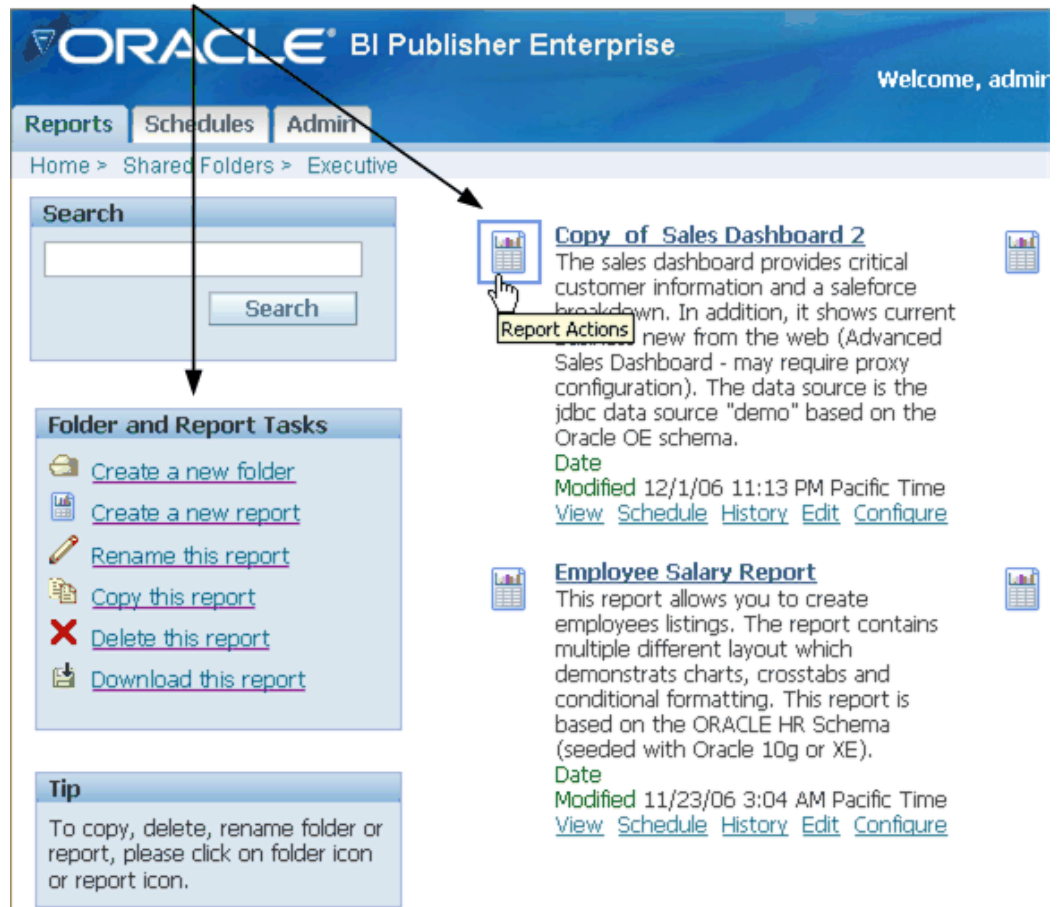 ORACLE BI Publisher Enterprise
Welcome, admin
Reports Schedules Admin
Home > Shared Folders > Executive
Search
Search
Folder and Report Tasks
Create a new folder
Create a new report
Rename this report
Copy this report
Delete this report
Download this report
Tip
To copy, delete, rename folder or
report, please click on folder icon
or report icon.
Copy of Sales Dashboard 2
The sales dashboard provides critical
customer information and a saleforce
breakdown. In addition, it shows current
Report Actions
new from the web (Advanced
Sales Dashboard - may require proxy
configuration). The data source is the
jdbc data source "demo" based on the
Oracle OE schema.
Date
Modified 12/1/06 11:13 PM Pacific Time
View Schedule History Edit Configure
Employee Salary Report
This report allows you to create
employees listings. The report contains
multiple different layout which
demonstrats charts, crosstabs and
conditional formatting. This report is
based on the ORACLE HR Schema
(seeded with Oracle 10g or XE).
Date
Modified 11/23/06 3:04 AM Pacific Time
View Schedule History Edit Configure